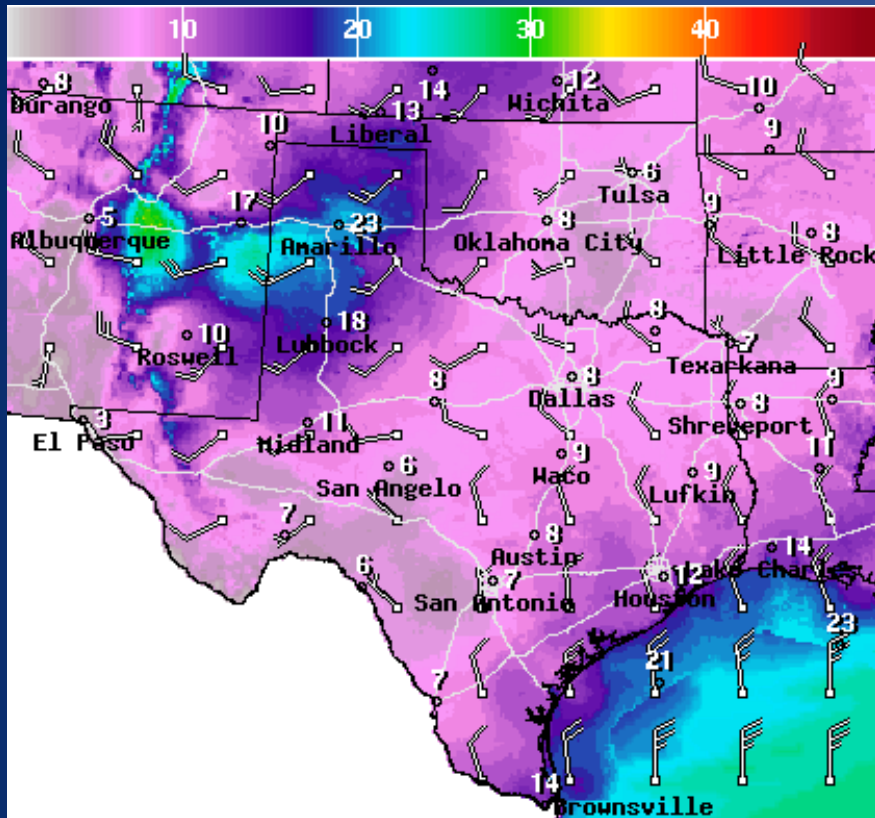 10 20 30 40
8 14 12 10
Durango Wichita
13
Liberal
10 9
6
Tulsa
17 23 8 9 8
5
Albuquerque Amarillo Oklahoma City Little Rock
10 18 8 7
Roswell Lubbock Texarkana
8 8 9
Dallas
3 11 8
El Paso Midland Shreveport
6 9 9 11
San Angelo Waco Lufkin
7 8 14
Austin
6 7 12 Lake Charles
San Antonio Houston
23
21
7
14
Brownsville